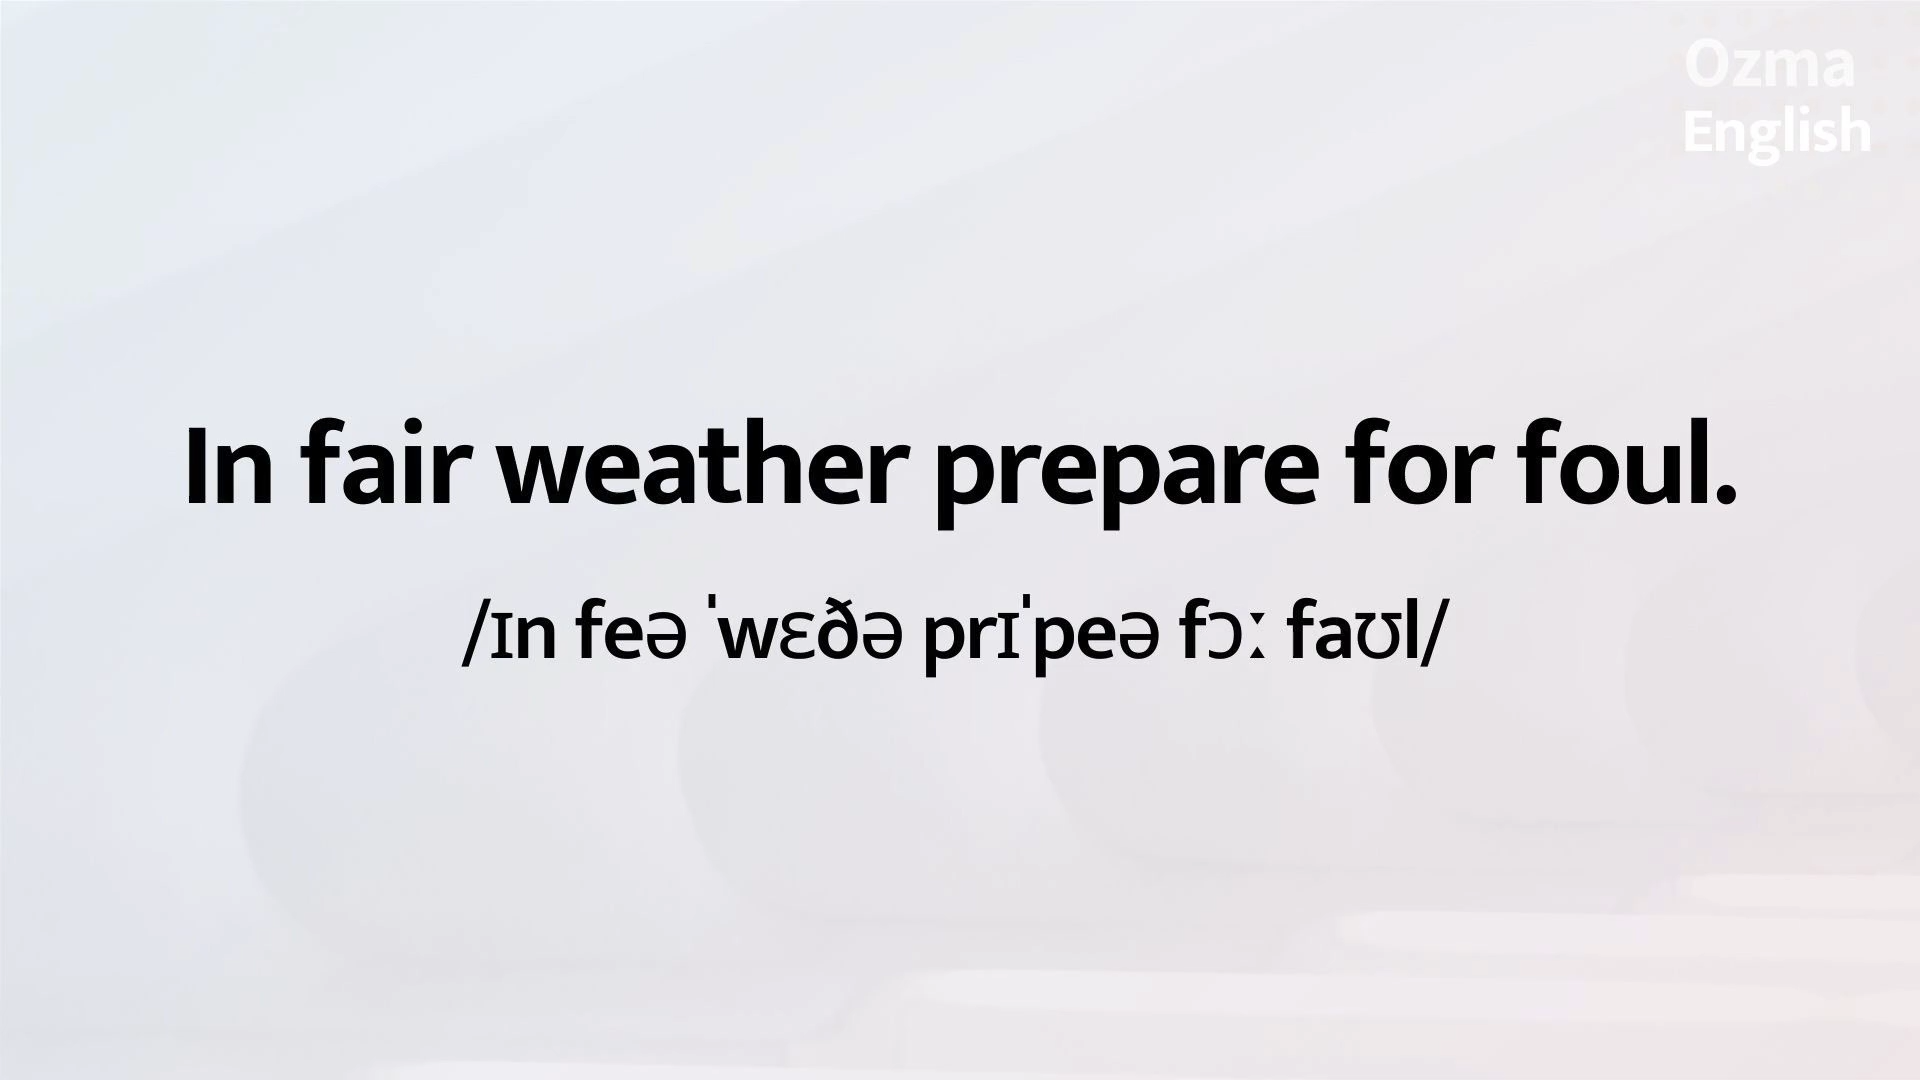 Ozma
English
In fair weather prepare for foul.
/ɪn feə ˈwɛðə prɪˈpeə fɔː faʊl/